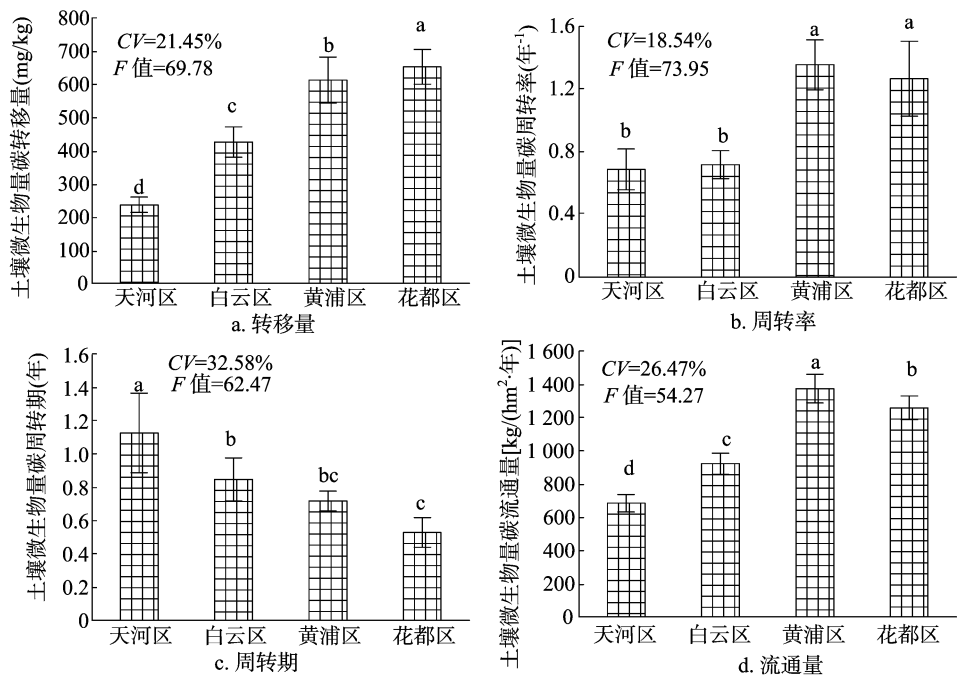 土壤微生物量碳转移量(mg/kg)
800
700
600
500
400
300
200
100
0
CV=21.45%
F 值=69.78
d
c
b
a
天河区 白云区 黄浦区 花都区
a. 转移量
土壤微生物量碳周转率(年-1)
1.6
1.2
0.8
0.4
0
CV=18.54%
F 值=73.95
b
b
a
a
天河区 白云区 黄浦区 花都区
b. 周转率
土壤微生物量碳周转期(年)
1.6
1.4
1.2
1.0
0.8
0.6
0.4
0.2
0
CV=32.58%
F 值=62.47
a
b
bc
c
天河区 白云区 黄浦区 花都区
c. 周转期
土壤微生物量碳流通量[kg/(hm2·年)]
1 600
1 400
1 200
1 000
800
600
400
200
0
CV=26.47%
F 值=54.27
d
c
a
b
天河区 白云区 黄浦区 花都区
d. 流通量